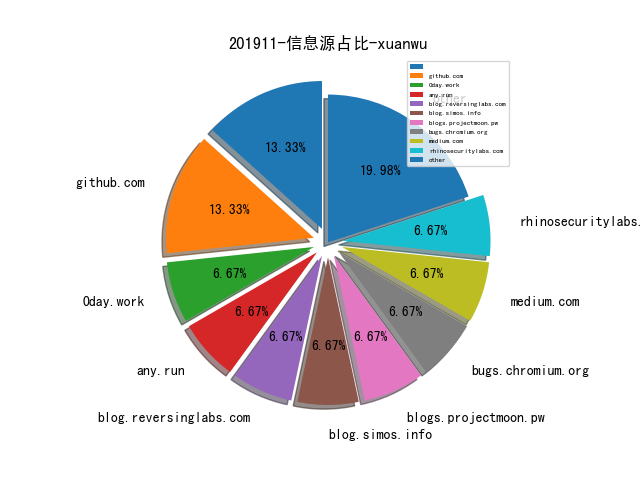 201911-信息源占比-xuanwu
github.com
0day.work
any.run
blog.reversinglabs.com
blog.simos.info
blogs.projectmoon.pw
bugs.chromium.org
medium.com
rhinosecuritylabs.com
other
other
13.33%
19.98%
github.com
13.33%
rhinosecuritylabs.
6.67%
6.67%
6.67%
0day.work
medium.com
6.67%
6.67%
6.67%
6.67%
6.67%
any.run
bugs.chromium.org
blog.reversinglabs.com
blogs.projectmoon.pw
blog.simos.info